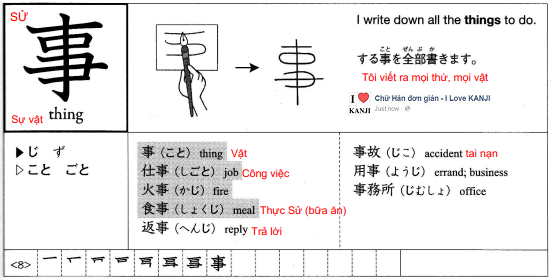 SỬ
事
Sự vật thing
I write down all the things to do.
こと ぜんぶ か
する事を全部書きます。
Tôi viết ra mọi thứ, mọi vật
I ❤ KANJI
Chữ Hán đơn giản - I Love KANJI
Just now
▶じ ず
▷こと ごと
事（こと） thing Vật
仕事（しごと） job Công việc
火事（かじ） fire
食事（しょくじ） meal Thực Sử (bữa ăn)
返事（へんじ） reply Trả lời
事故（じこ） accident tai nạn
用事（ようじ） errand; business
事務所（じむしょ） office
<8> 事